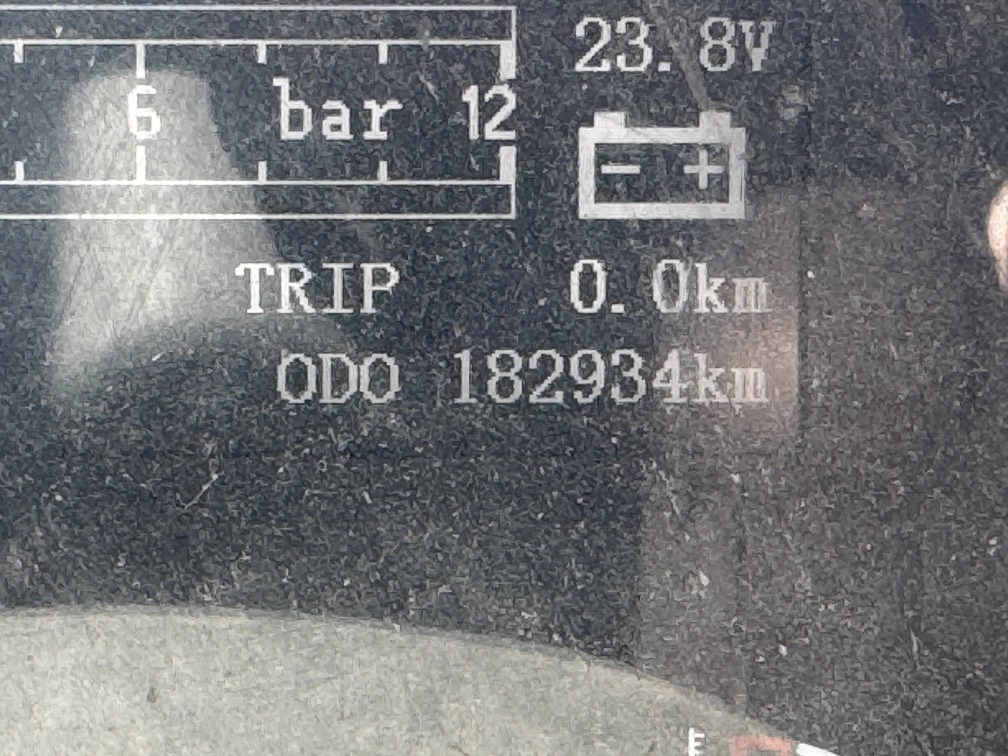 23.8V
6 bar 12
- +
TRIP 0.0km
ODO 182934km
E